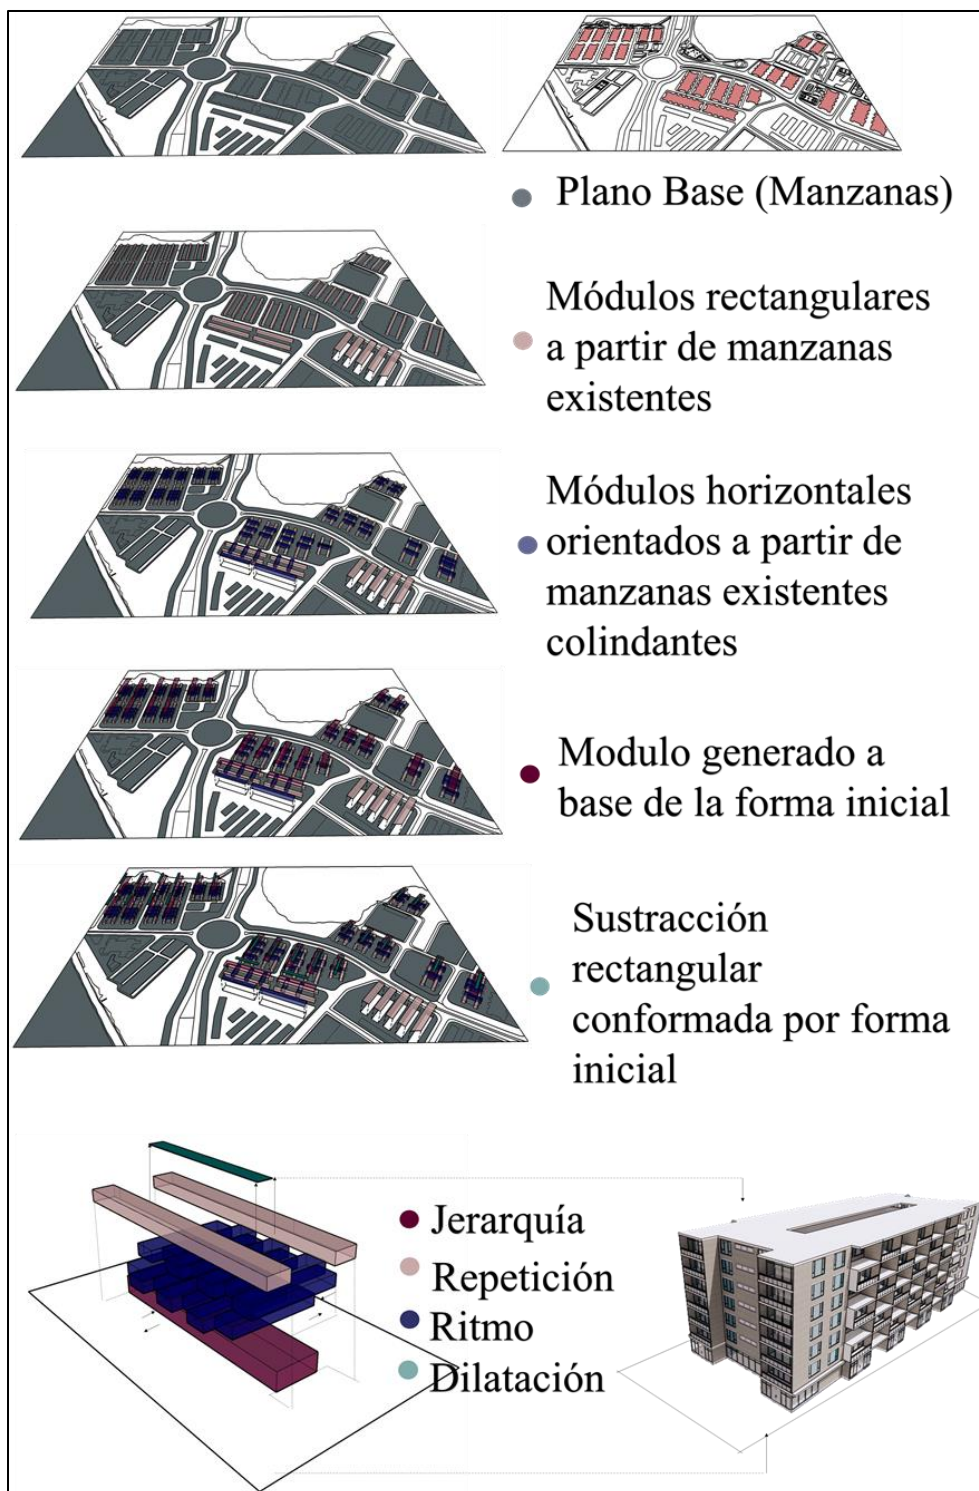 Plano Base (Manzanas)
Módulos rectangulares
a partir de manzanas
existentes
Módulos horizontales
orientados a partir de
manzanas existentes
colindantes
Modulo generado a
base de la forma inicial
Sustracción
rectangular
conformada por forma
inicial
Jerarquía
Repetición
Ritmo
Dilatación